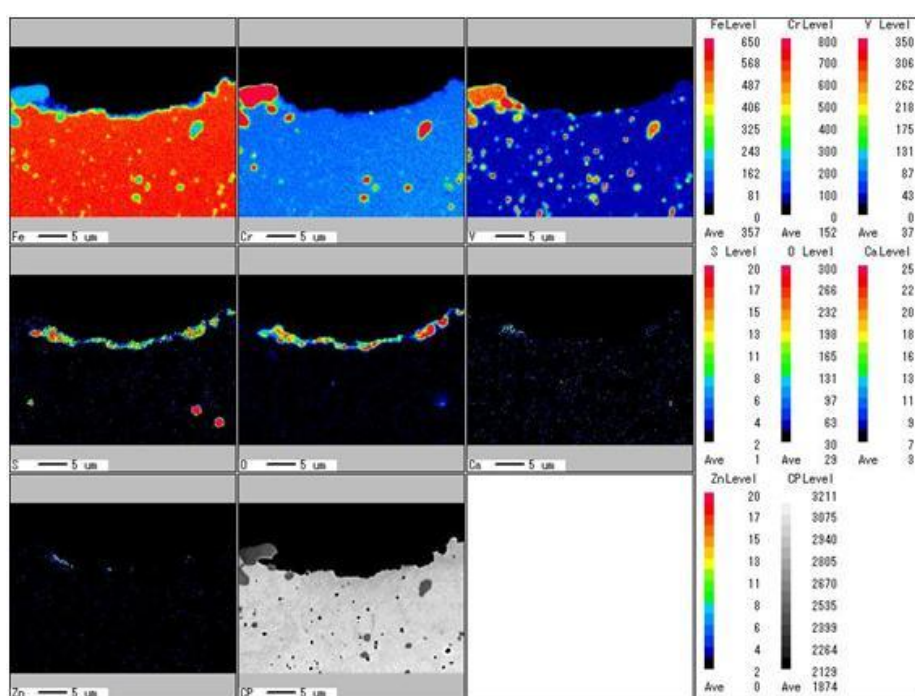 Fe Level Cr Level V Level
650 800 350
568 700 306
487 600 262
406 500 218
325 400 175
243 300 131
162 200 87
81 100 43
0 0 0
Ave 357 Ave 152 Ave 37
Fe 5 um Cr 5 um V 5 um
S Level O Level Ca Level
20 300 25
17 266 22
15 232 20
13 198 18
11 165 16
8 131 13
6 97 11
4 63 9
2 30 7
Ave 1 Ave 29 Ave 3
S 5 um O 5 um Ca 5 um
Zn Level CP Level
20 3211
17 3075
15 2940
13 2805
11 2670
8 2535
6 2399
4 2264
2 2129
Ave 0 Ave 1874
Zn 5 um CP 5 um